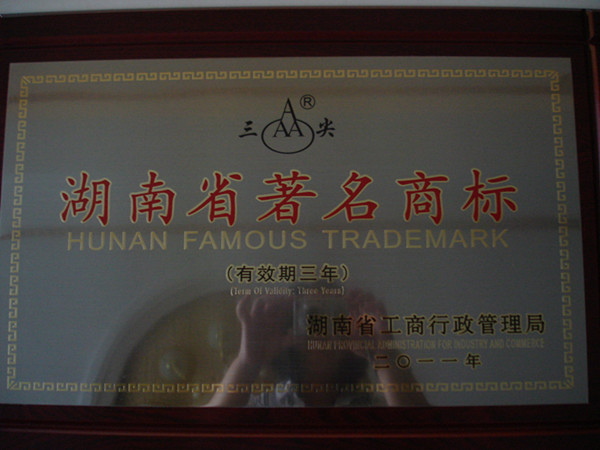 三 AAA® 尖
湖南省著名商标
HUNAN FAMOUS TRADEMARK
(有效期三年)
(Term Of Validity: Three Years)
湖南省工商行政管理局
HUNAN PROVINCIAL ADMINISTRATION FOR INDUSTRY AND COMMERCE
二〇一一年